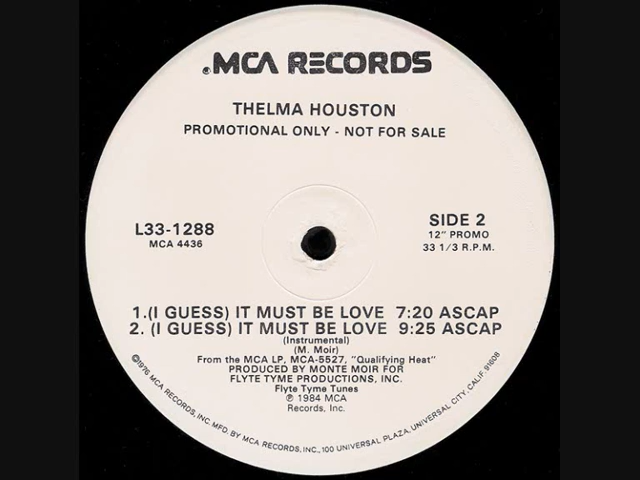 MCA RECORDS
THELMA HOUSTON
PROMOTIONAL ONLY - NOT FOR SALE
L33-1288
MCA 4436
SIDE 2
12" PROMO
33 1/3 R.P.M.
1.(I GUESS) IT MUST BE LOVE 7:20 ASCAP
2. (I GUESS) IT MUST BE LOVE 9:25 ASCAP
(Instrumental)
(M. Moir)
From the MCA LP, MCA-5527, "Qualifying Heat"
PRODUCED BY MONTE MOIR FOR
FLYTE TYME PRODUCTIONS, INC.
Flyte Tyme Tunes
℗ 1984 MCA
Records, Inc.
©1976 MCA RECORDS, INC. MFD. BY MCA RECORDS, INC., 100 UNIVERSAL PLAZA, UNIVERSAL CITY, CALIF. 91608